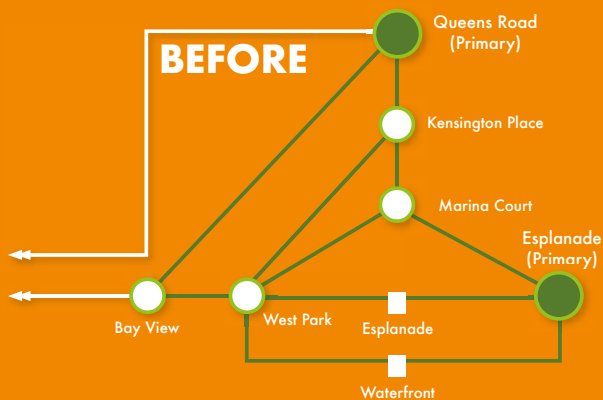 Queens Road
(Primary)
BEFORE
Kensington Place
Marina Court
Esplanade
(Primary)
Bay View
West Park
Esplanade
Waterfront